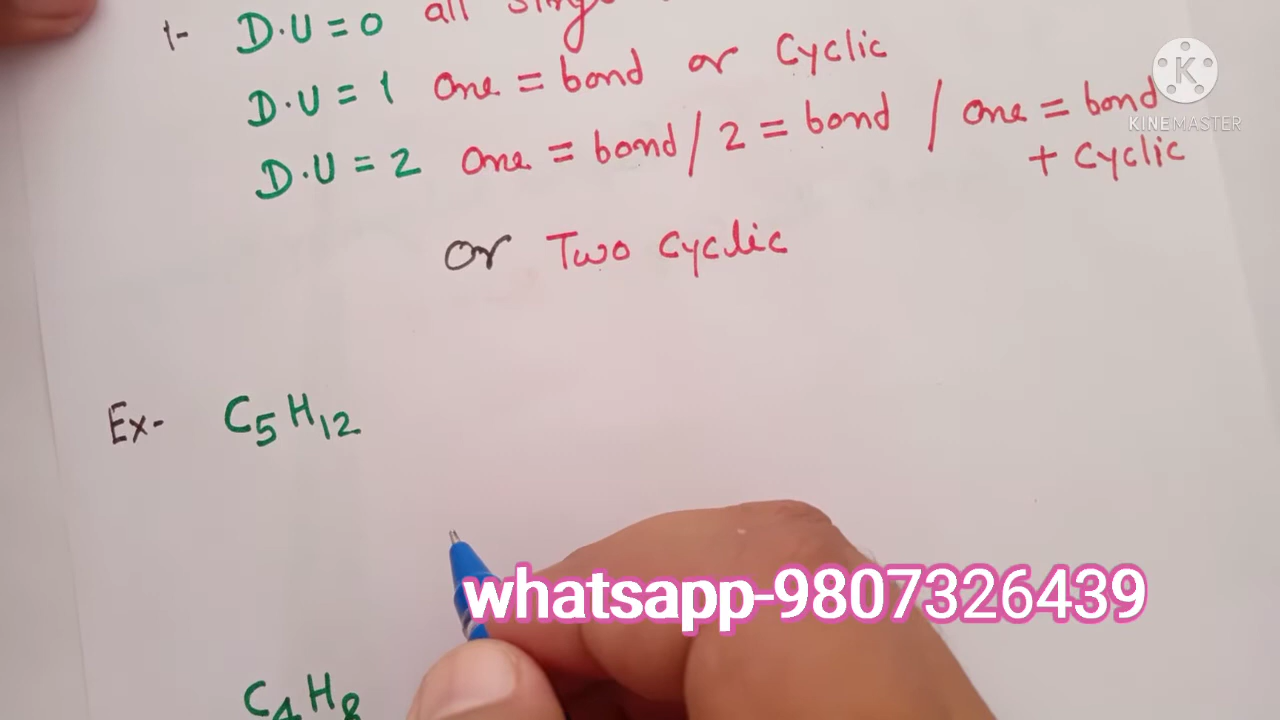 1- D.U = 0 all
D.U = 1 One = bond or Cyclic
D.U = 2 One = bond / 2 = bond / one = bond
+ Cyclic
or Two Cyclic
Ex- C5H12
C4H8
whatsapp-9807326439
K
KINEMASTER